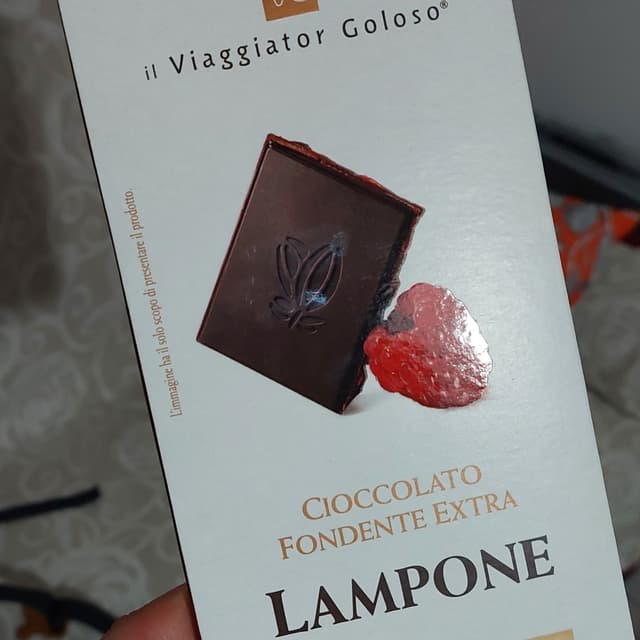 il Viaggiator Goloso®
L'immagine ha il solo scopo di presentare il prodotto.
CIOCCOLATO
FONDENTE EXTRA
LAMPONE